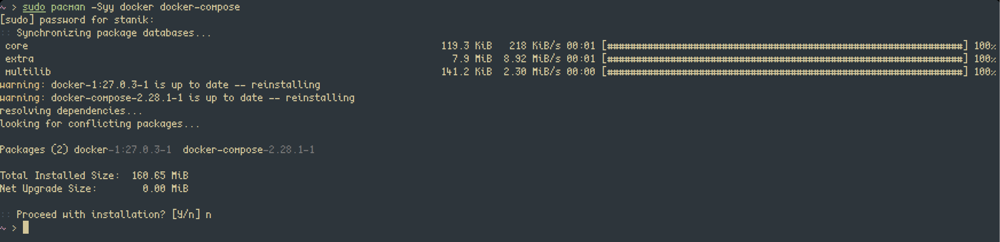 ~ > sudo pacman -Syy docker docker-compose
[sudo] password for stanik:
:: Synchronizing package databases...
core 119.3 KiB 218 KiB/s 00:01 [##############################################################] 100%
extra 7.9 MiB 8.92 MiB/s 00:01 [##############################################################] 100%
multilib 141.2 KiB 2.30 MiB/s 00:00 [##############################################################] 100%
warning: docker-1:27.0.3-1 is up to date -- reinstalling
warning: docker-compose-2.28.1-1 is up to date -- reinstalling
resolving dependencies...
looking for conflicting packages...
Packages (2) docker-1:27.0.3-1 docker-compose-2.28.1-1
Total Installed Size: 160.65 MiB
Net Upgrade Size: 0.00 MiB
:: Proceed with installation? [Y/n] n
~ >